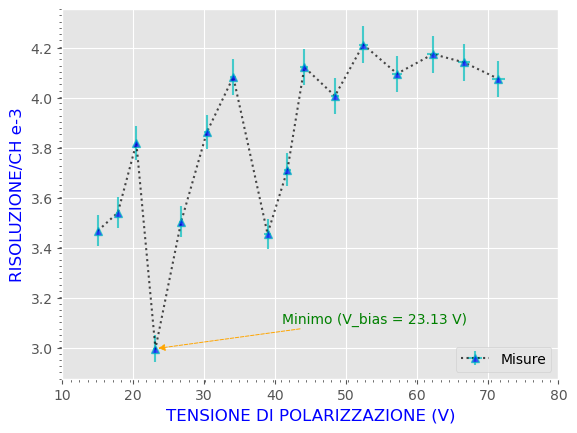 4.2
4.0
3.8
3.6
3.4
3.2
3.0
RISOLUZIONE/CH e-3
Minimo (V_bias = 23.13 V)
Misure
10 20 30 40 50 60 70 80
TENSIONE DI POLARIZZAZIONE (V)